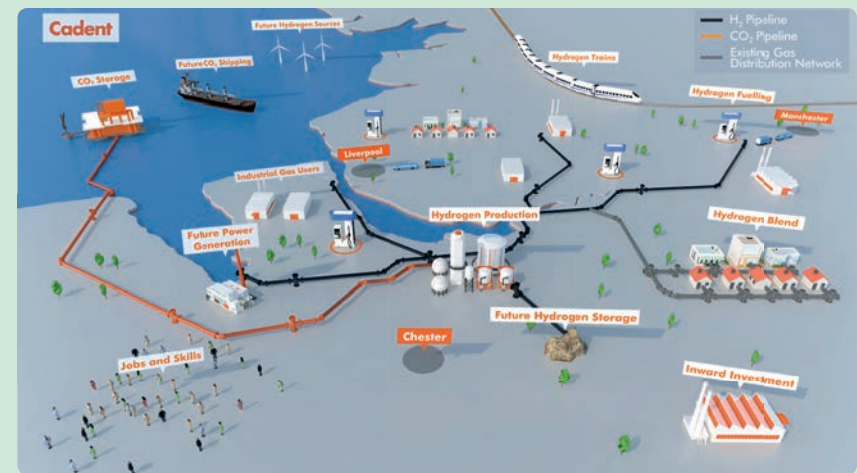 Cadent
Future Hydrogen Sources
H₂ Pipeline
CO₂ Pipeline
Existing Gas
Distribution Network
CO₂ Storage
Future CO₂ Shipping
Hydrogen Trains
Hydrogen Fuelling
Manchester
Liverpool
Industrial Gas Users
Hydrogen Production
Hydrogen Blend
Future Power
Generation
Future Hydrogen Storage
Chester
Jobs and Skills
Inward Investment